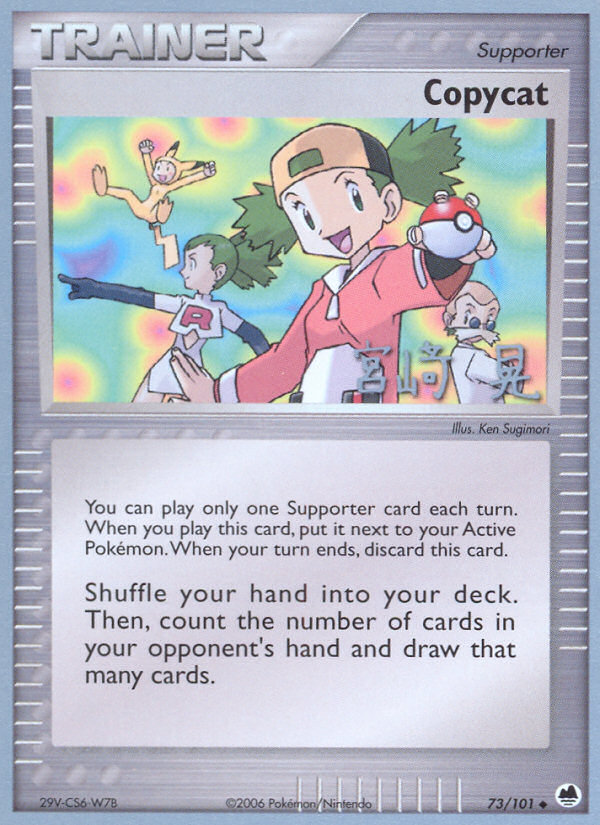 TRAINER
Supporter
Copycat
R
宮崎 晃
Illus. Ken Sugimori
You can play only one Supporter card each turn.
When you play this card, put it next to your Active
Pokémon. When your turn ends, discard this card.
Shuffle your hand into your deck.
Then, count the number of cards in
your opponent's hand and draw that
many cards.
29V-CS6-W7B
©2006 Pokémon/Nintendo
73/101